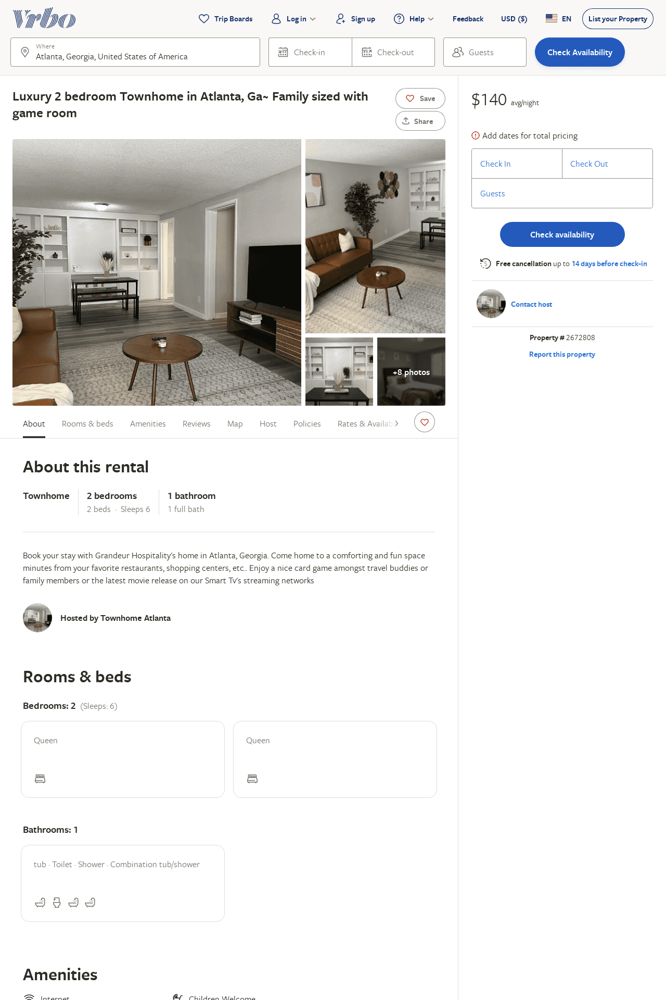 Vrbo
Trip Boards
Log in
Sign up
Help
Feedback
USD ($)
EN
List your Property
Where
Atlanta, Georgia, United States of America
Check-in
Check-out
Guests
Check Availability
Luxury 2 bedroom Townhome in Atlanta, Ga~ Family sized with
game room
Save
Share
$140 avg/night
Add dates for total pricing
Check In
Check Out
Guests
Check availability
Free cancellation up to 14 days before check-in
Contact host
Property # 2672808
Report this property
hello
+8 photos
About
Rooms & beds
Amenities
Reviews
Map
Host
Policies
Rates & Availab
About this rental
Townhome
2 bedrooms
2 beds · Sleeps 6
1 bathroom
1 full bath
Book your stay with Grandeur Hospitality's home in Atlanta, Georgia. Come home to a comforting and fun space
minutes from your favorite restaurants, shopping centers, etc.. Enjoy a nice card game amongst travel buddies or
family members or the latest movie release on our Smart Tv's streaming networks
Hosted by Townhome Atlanta
Rooms & beds
Bedrooms: 2 (Sleeps: 6)
Queen
Queen
Bathrooms: 1
tub · Toilet · Shower · Combination tub/shower
Amenities
Internet
Children Welcome